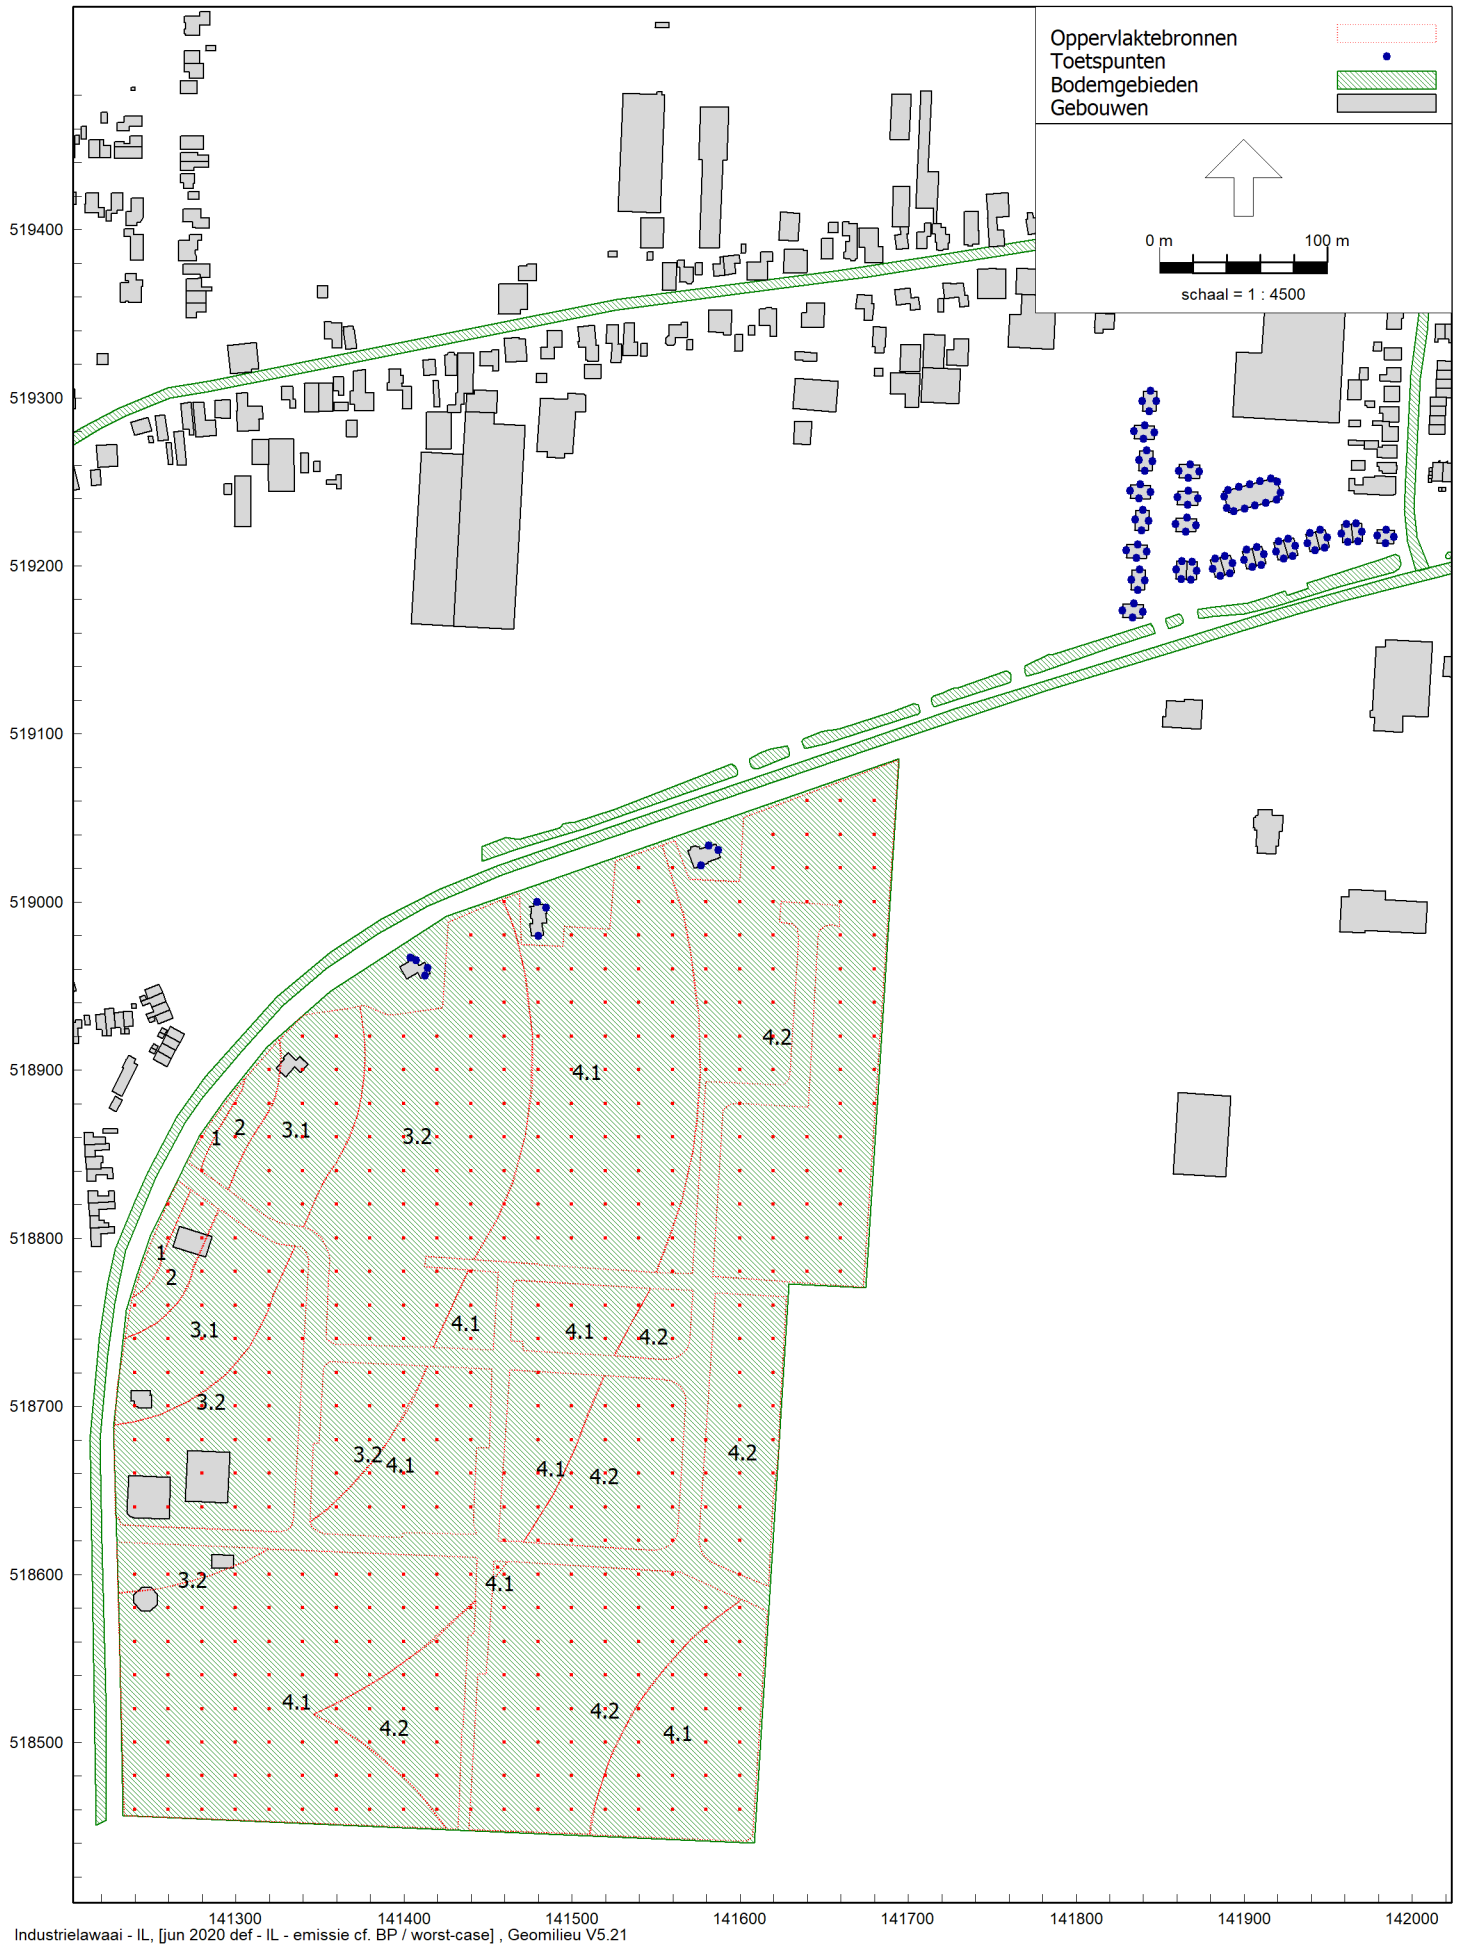 Oppervlaktebronnen
Toetspunten
Bodemgebieden
Gebouwen
0 m 100 m
schaal = 1 : 4500
519400
519300
519200
519100
519000
518900
518800
518700
518600
518500
4.2
4.1
1 2 3.1 3.2
1
2
3.1
4.1 4.1 4.2
3.2
3.2 4.1 4.1 4.2 4.2
3.2 4.1
4.1 4.2 4.2 4.1
141300 141400 141500 141600 141700 141800 141900 142000
Industrielawaai - IL, [jun 2020 def - IL - emissie cf. BP / worst-case] , Geomilieu V5.21